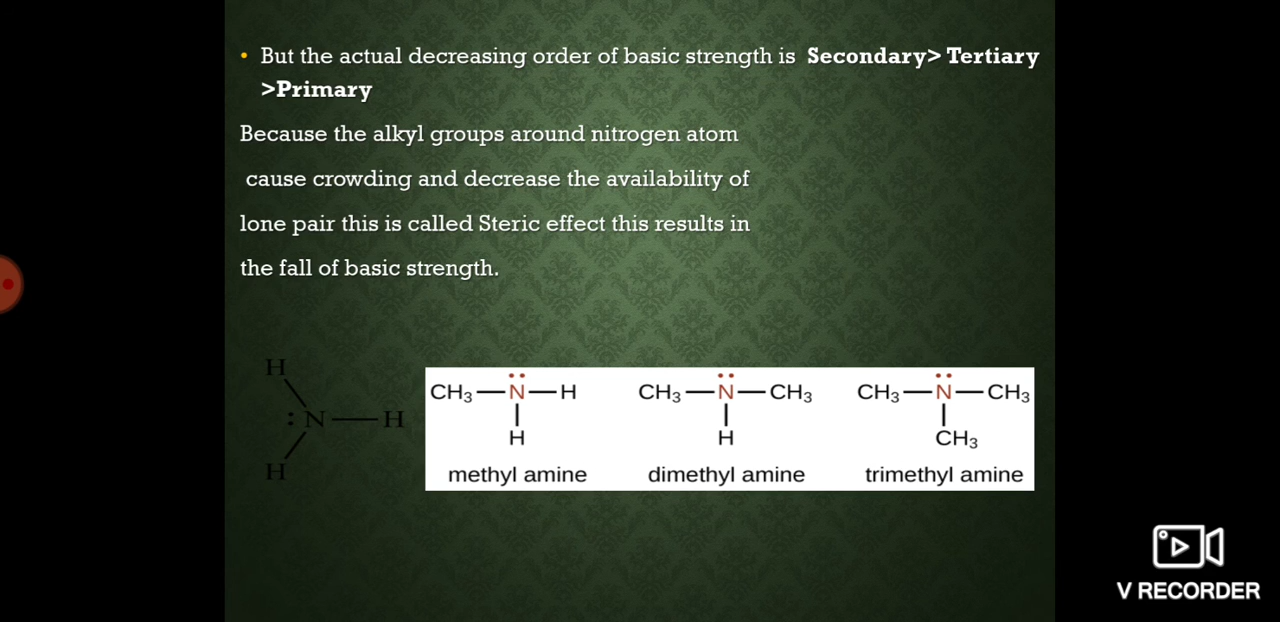 • But the actual decreasing order of basic strength is Secondary> Tertiary
>Primary
Because the alkyl groups around nitrogen atom
cause crowding and decrease the availability of
lone pair this is called Steric effect this results in
the fall of basic strength.
H
: N — H
H
CH₃—N—H
H
methyl amine
CH₃—N—CH₃
H
dimethyl amine
CH₃—N—CH₃
CH₃
trimethyl amine
V RECORDER